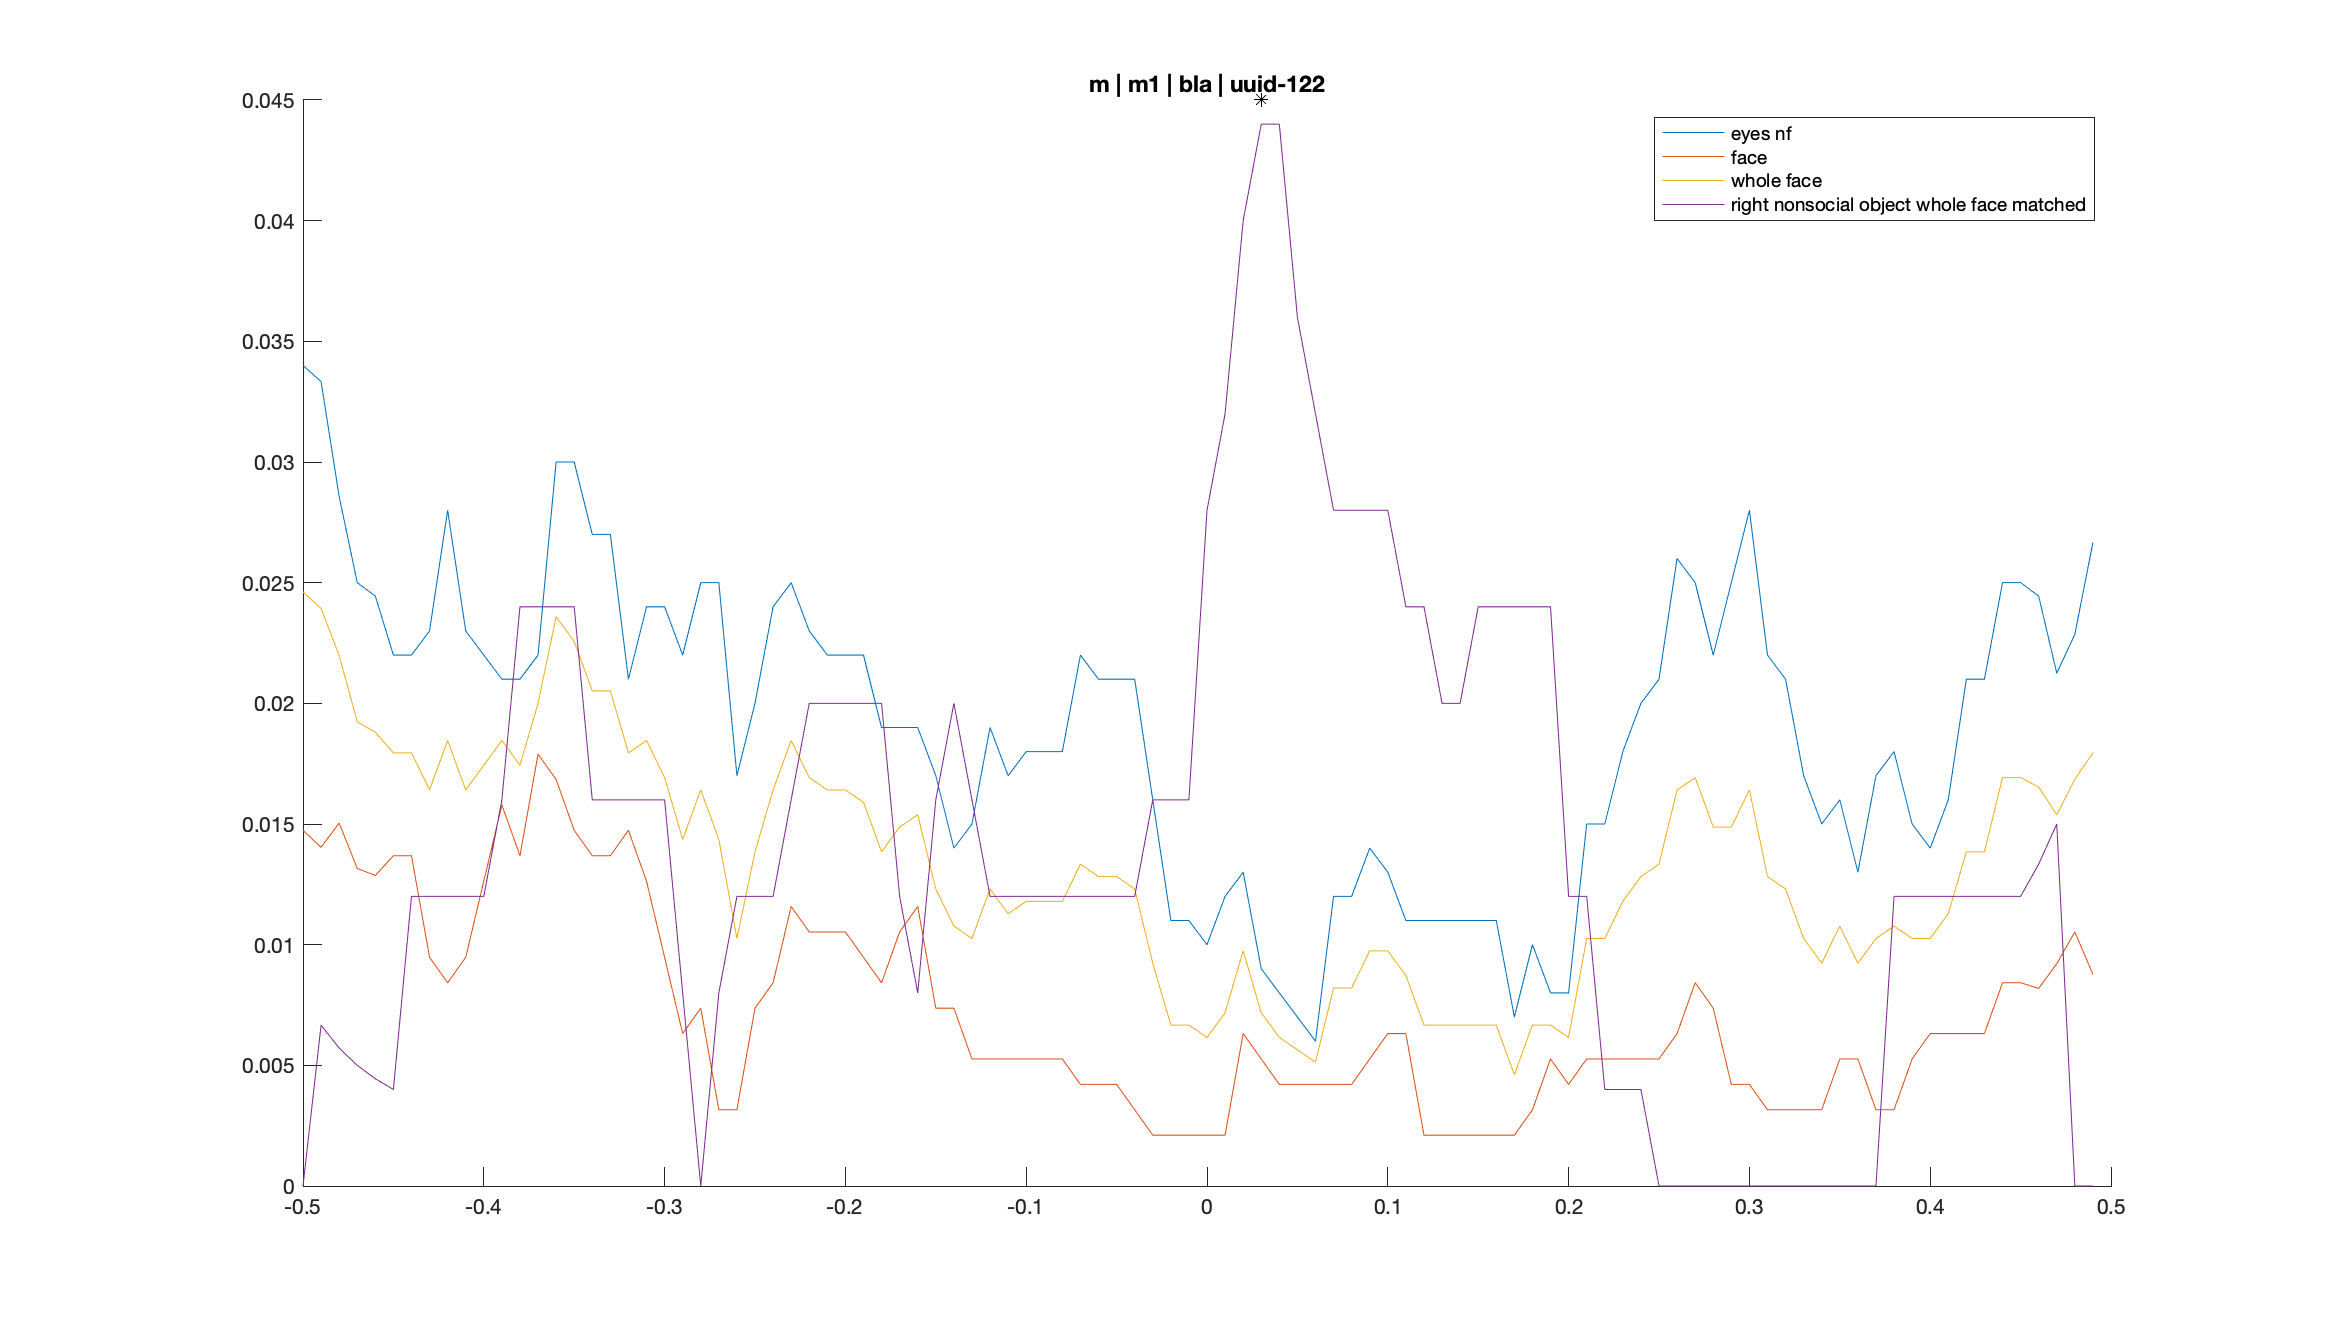 m | m1 | bla | uuid-122
0.045
0.04
0.035
0.03
0.025
0.02
0.015
0.01
0.005
0
-0.5 -0.4 -0.3 -0.2 -0.1 0 0.1 0.2 0.3 0.4 0.5
eyes nf
face
whole face
right nonsocial object whole face matched